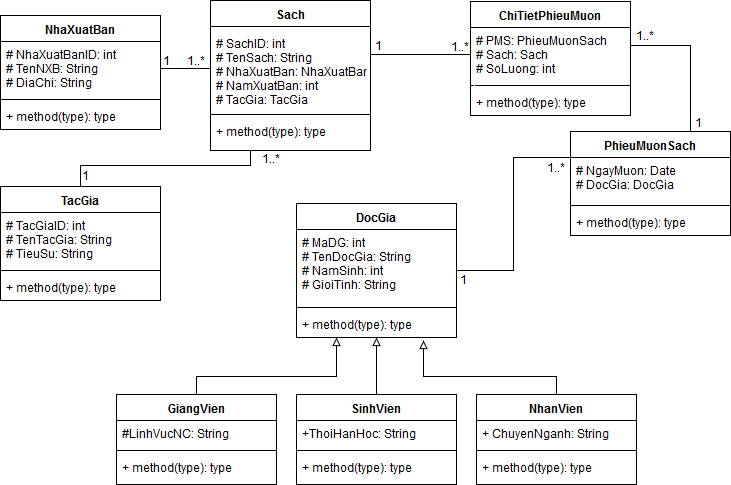 NhaXuatBan
# NhaXuatBanID: int
# TenNXB: String
# DiaChi: String
+ method(type): type
1
1..*
Sach
# SachID: int
# TenSach: String
# NhaXuatBan: NhaXuatBan
# NamXuatBan: int
# TacGia: TacGia
+ method(type): type
1
1..*
ChiTietPhieuMuon
# PMS: PhieuMuonSach
# Sach: Sach
# SoLuong: int
+ method(type): type
1..*
1
PhieuMuonSach
# NgayMuon: Date
# DocGia: DocGia
+ method(type): type
1..*
1..*
1
TacGia
# TacGiaID: int
# TenTacGia: String
# TieuSu: String
+ method(type): type
DocGia
# MaDG: int
# TenDocGia: String
# NamSinh: int
# GioiTinh: String
+ method(type): type
1
GiangVien
#LinhVucNC: String
+ method(type): type
SinhVien
+ThoiHanHoc: String
+ method(type): type
NhanVien
+ ChuyenNganh: String
+ method(type): type